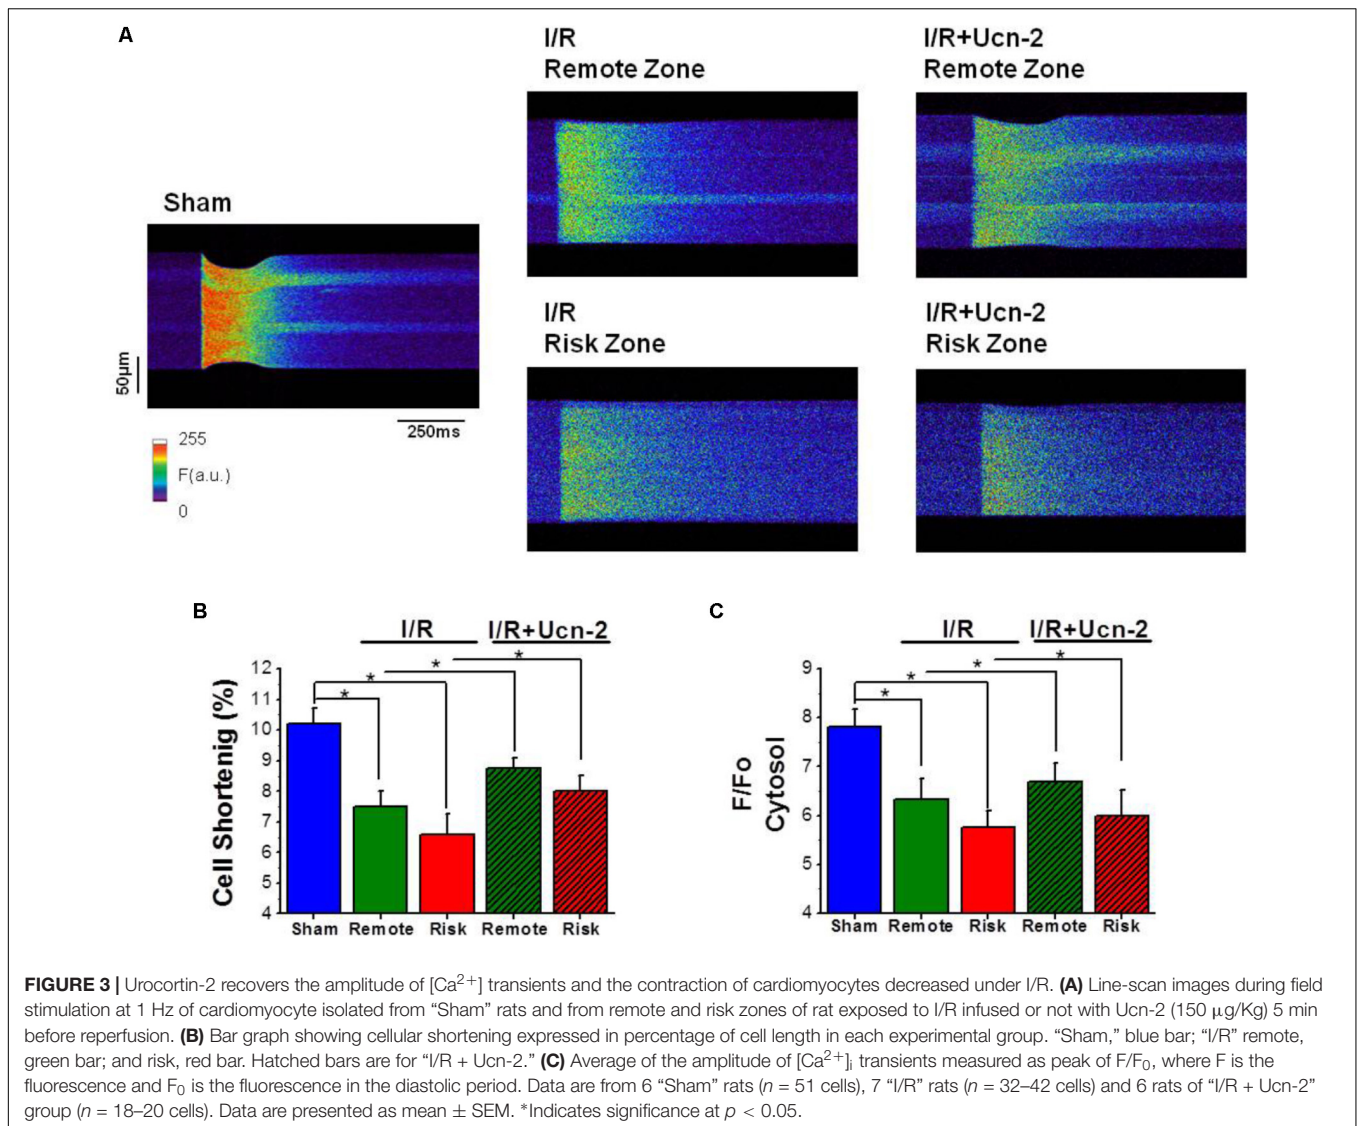 A
I/R
Remote Zone
I/R+Ucn-2
Remote Zone
Sham
I/R
Risk Zone
I/R+Ucn-2
Risk Zone
50µm
250ms
255
F(a.u.)
0
B
I/R
I/R+Ucn-2
Cell Shortenig (%)
12
11
10
9
8
7
6
5
4
*
*
*
*
Sham Remote Risk Remote Risk
C
I/R
I/R+Ucn-2
F/Fo
Cytosol
9
8
7
6
5
4
*
*
*
*
Sham Remote Risk Remote Risk
FIGURE 3 | Urocortin-2 recovers the amplitude of [Ca²⁺] transients and the contraction of cardiomyocytes decreased under I/R. (A) Line-scan images during field
stimulation at 1 Hz of cardiomyocyte isolated from “Sham” rats and from remote and risk zones of rat exposed to I/R infused or not with Ucn-2 (150 µg/Kg) 5 min
before reperfusion. (B) Bar graph showing cellular shortening expressed in percentage of cell length in each experimental group. “Sham,” blue bar; “I/R” remote,
green bar; and risk, red bar. Hatched bars are for “I/R + Ucn-2.” (C) Average of the amplitude of [Ca²⁺]ᵢ transients measured as peak of F/F₀, where F is the
fluorescence and F₀ is the fluorescence in the diastolic period. Data are from 6 “Sham” rats (n = 51 cells), 7 “I/R” rats (n = 32–42 cells) and 6 rats of “I/R + Ucn-2”
group (n = 18–20 cells). Data are presented as mean ± SEM. *Indicates significance at p < 0.05.